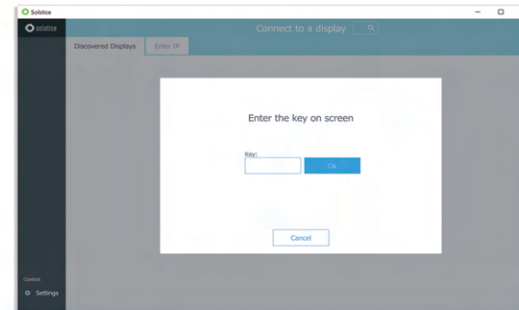 Solstice
solstice
Connect to a display
Discovered Displays
Enter IP
Enter the key on screen
Key:
Ok
Cancel
Control:
Settings